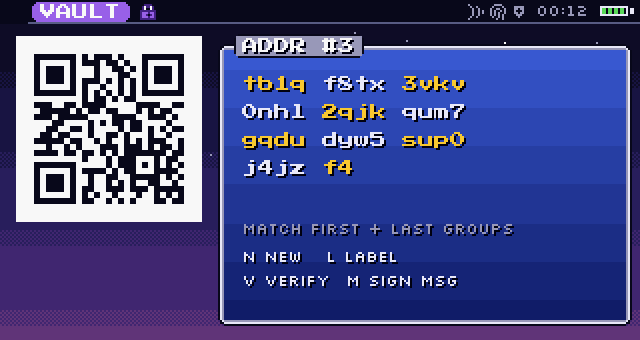 VAULT 00:12
ADDR #3
tb1q f8tx 3vkv
0nhl 2qjk qum7
gqdu dyw5 sup0
j4jz f4
MATCH FIRST + LAST GROUPS
N NEW L LABEL
V VERIFY M SIGN MSG